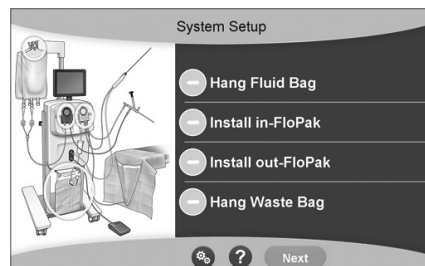 System Setup
Hang Fluid Bag
Install in-FloPak
Install out-FloPak
Hang Waste Bag
?
Next